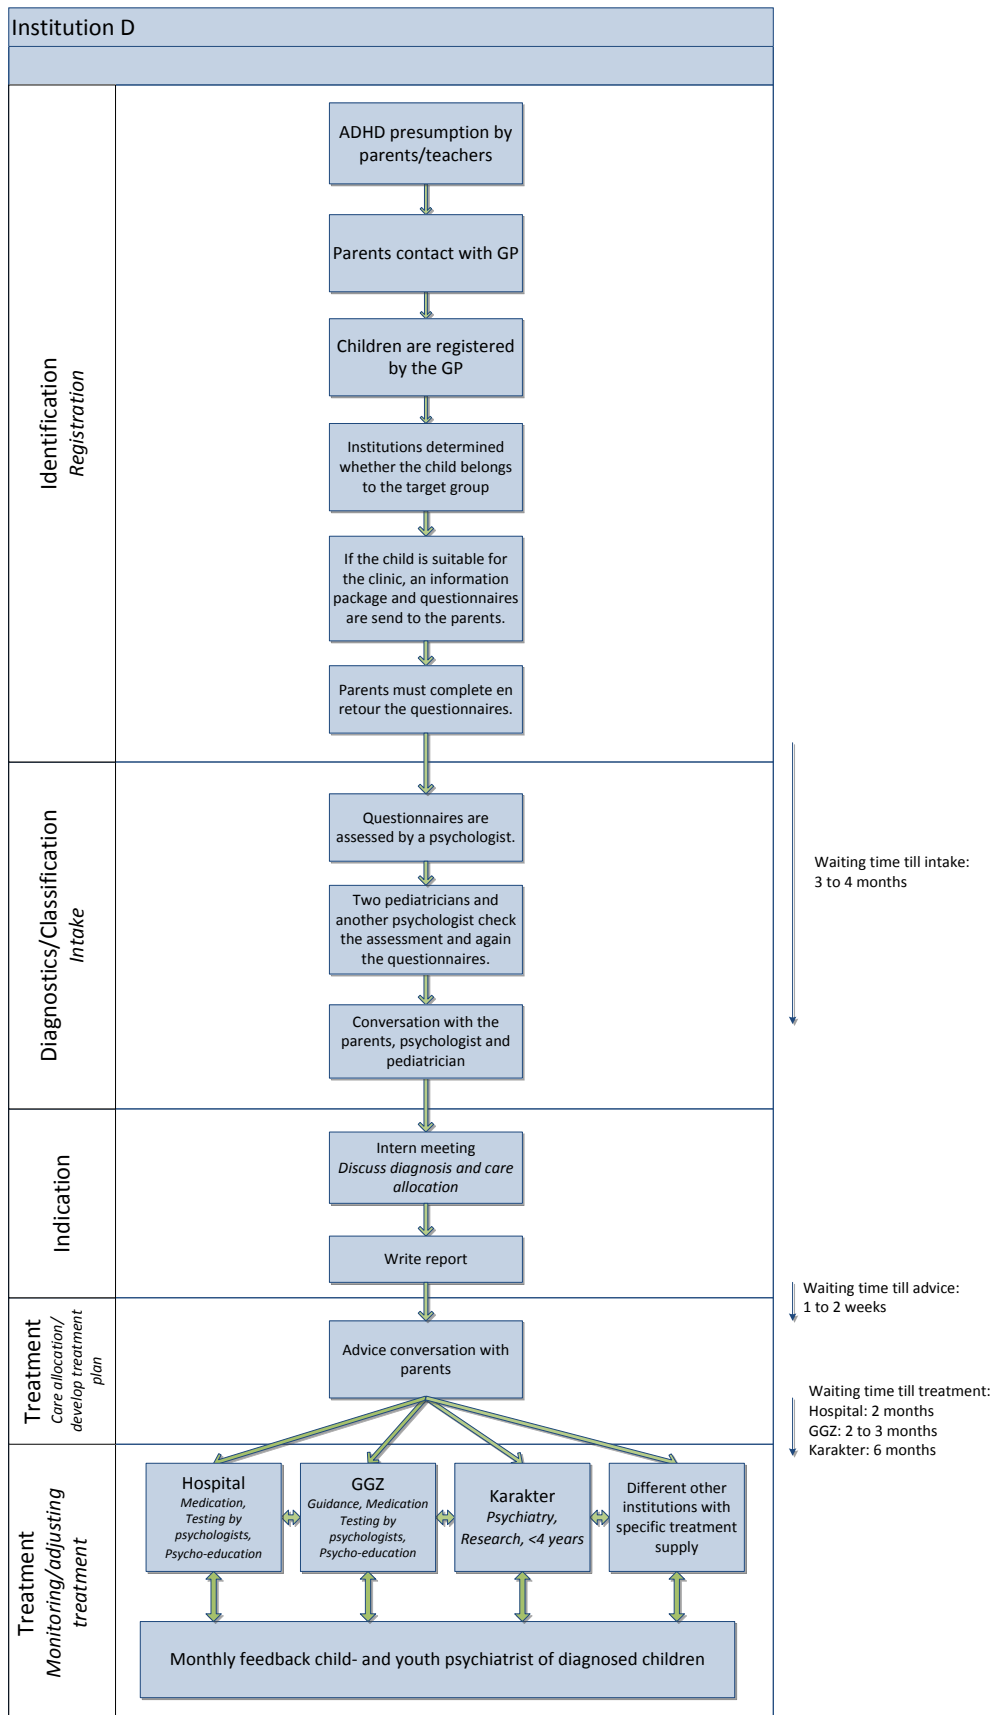 Institution D
Identification
Registration
ADHD presumption by
parents/teachers
Parents contact with GP
Children are registered
by the GP
Institutions determined
whether the child belongs
to the target group
If the child is suitable for
the clinic, an information
package and questionnaires
are send to the parents.
Parents must complete en
retour the questionnaires.
Diagnostics/Classification
Intake
Questionnaires are
assessed by a psychologist.
Two pediatricians and
another psychologist check
the assessment and again
the questionnaires.
Conversation with the
parents, psychologist and
pediatrician
Waiting time till intake:
3 to 4 months
Indication
Intern meeting
Discuss diagnosis and care
allocation
Write report
Waiting time till advice:
1 to 2 weeks
Treatment
Care allocation/
develop treatment
plan
Advice conversation with
parents
Waiting time till treatment:
Hospital: 2 months
GGZ: 2 to 3 months
Karakter: 6 months
Treatment
Monitoring/adjusting
treatment
Hospital
Medication,
Testing by
psychologists,
Psycho-education
GGZ
Guidance, Medication
Testing by
psychologists,
Psycho-education
Karakter
Psychiatry,
Research, <4 years
Different other
institutions with
specific treatment
supply
Monthly feedback child- and youth psychiatrist of diagnosed children